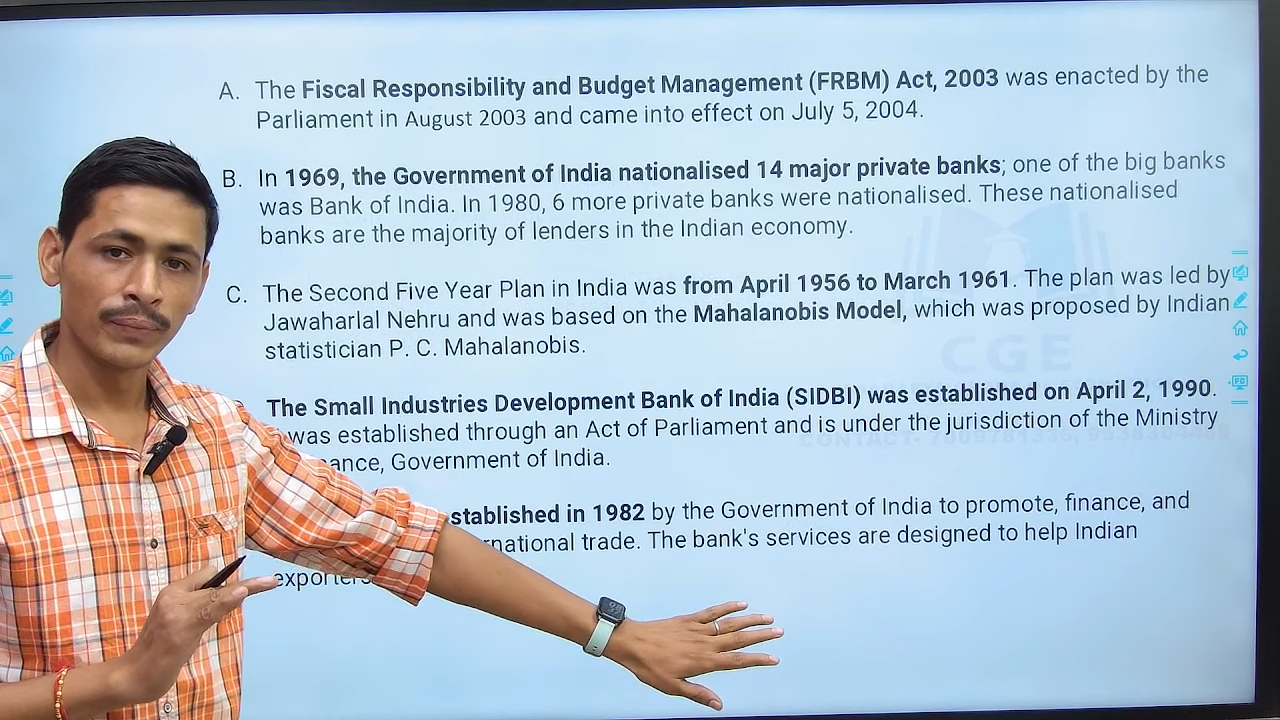 A. The Fiscal Responsibility and Budget Management (FRBM) Act, 2003 was enacted by the
Parliament in August 2003 and came into effect on July 5, 2004.
B. In 1969, the Government of India nationalised 14 major private banks; one of the big banks
was Bank of India. In 1980, 6 more private banks were nationalised. These nationalised
banks are the majority of lenders in the Indian economy.
C. The Second Five Year Plan in India was from April 1956 to March 1961. The plan was led by
Jawaharlal Nehru and was based on the Mahalanobis Model, which was proposed by Indian
statistician P. C. Mahalanobis.
The Small Industries Development Bank of India (SIDBI) was established on April 2, 1990.
was established through an Act of Parliament and is under the jurisdiction of the Ministry
Government of India.
in 1982 by the Government of India to promote, finance, and
trade. The bank's services are designed to help Indian
CGE
CONTACT-